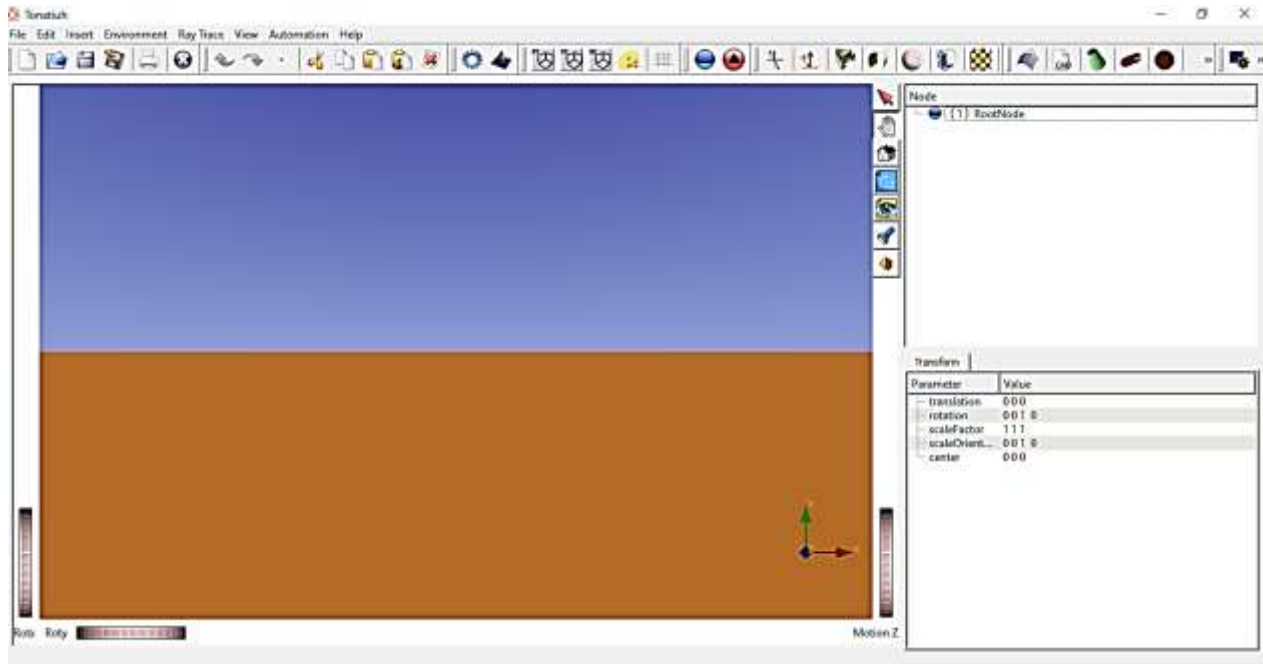 Tonatiuh
File Edit Insert Environment Ray Trace View Automation Help
Node
[1] RootNode
Transform
Parameter Value
translation 0 0 0
rotation 0 0 1 0
scaleFactor 1 1 1
scaleOrient... 0 0 1 0
center 0 0 0
Rotx Roty Motion Z